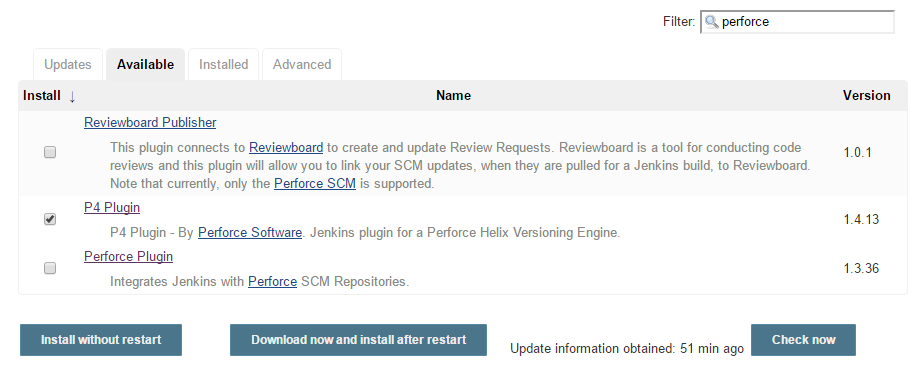 Filter: perforce
Updates Available Installed Advanced
Install ↓ Name Version
Reviewboard Publisher
This plugin connects to Reviewboard to create and update Review Requests. Reviewboard is a tool for conducting code
reviews and this plugin will allow you to link your SCM updates, when they are pulled for a Jenkins build, to Reviewboard.
Note that currently, only the Perforce SCM is supported.
1.0.1
P4 Plugin
P4 Plugin - By Perforce Software. Jenkins plugin for a Perforce Helix Versioning Engine.
1.4.13
Perforce Plugin
Integrates Jenkins with Perforce SCM Repositories.
1.3.36
Install without restart Download now and install after restart Update information obtained: 51 min ago Check now